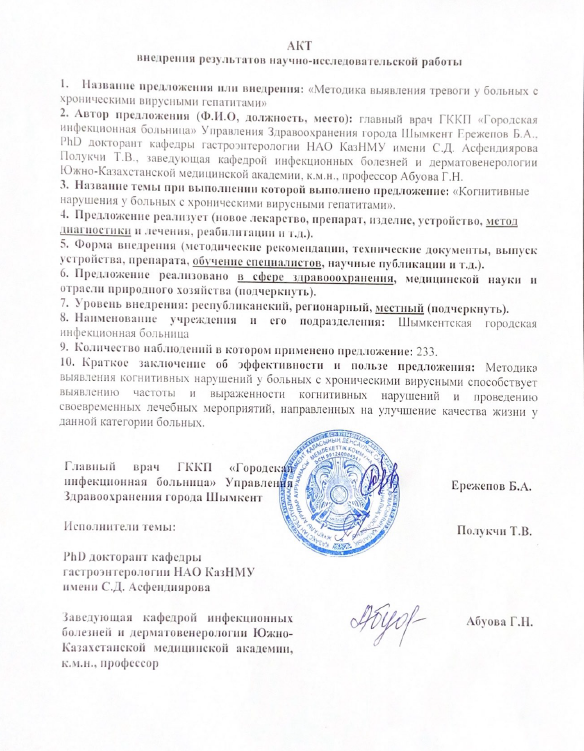 АКТ
внедрения результатов научно-исследовательской работы
1. Название предложения или внедрения: «Методика выявления тревоги у больных с
хроническими вирусными гепатитами»
2. Автор предложения (Ф.И.О, должность, место): главный врач ГККП «Городская
инфекционная больница» Управления Здравоохранения города Шымкент Ережепов Б.А.,
PhD докторант кафедры гастроэнтерологии НАО КазНМУ имени С.Д. Асфендиярова
Полукчи Т.В., заведующая кафедрой инфекционных болезней и дерматовенерологии
Южно-Казахстанской медицинской академии, к.м.н., профессор Абуова Г.Н.
3. Название темы при выполнении которой выполнено предложение: «Когнитивные
нарушения у больных с хроническими вирусными гепатитами».
4. Предложение реализует (новое лекарство, препарат, изделие, устройство, метод
диагностики и лечения, реабилитации и т.д.).
5. Форма внедрения (методические рекомендации, технические документы, выпуск
устройства, препарата, обучение специалистов, научные публикации и т.д.).
6. Предложение реализовано в сфере здравоохранения, медицинской науки и
отрасли природного хозяйства (подчеркнуть).
7. Уровень внедрения: республиканский, регионарный, местный (подчеркнуть).
8. Наименование учреждения и его подразделения: Шымкентская городская
инфекционная больница
9. Количество наблюдений в котором применено предложение: 233.
10. Краткое заключение об эффективности и пользе предложения: Методика
выявления когнитивных нарушений у больных с хроническими вирусными способствует
выявлению частоты и выраженности когнитивных нарушений и проведению
своевременных лечебных мероприятий, направленных на улучшение качества жизни у
данной категории больных.
Главный врач ГККП «Городская
инфекционная больница» Управления
Здравоохранения города Шымкент
Ережепов Б.А.
Исполнители темы:
Полукчи Т.В.
PhD докторант кафедры
гастроэнтерологии НАО КазНМУ
имени С.Д. Асфендиярова
Заведующая кафедрой инфекционных
болезней и дерматовенерологии Южно-
Казахстанской медицинской академии,
к.м.н., профессор
Абуов
Абуова Г.Н.